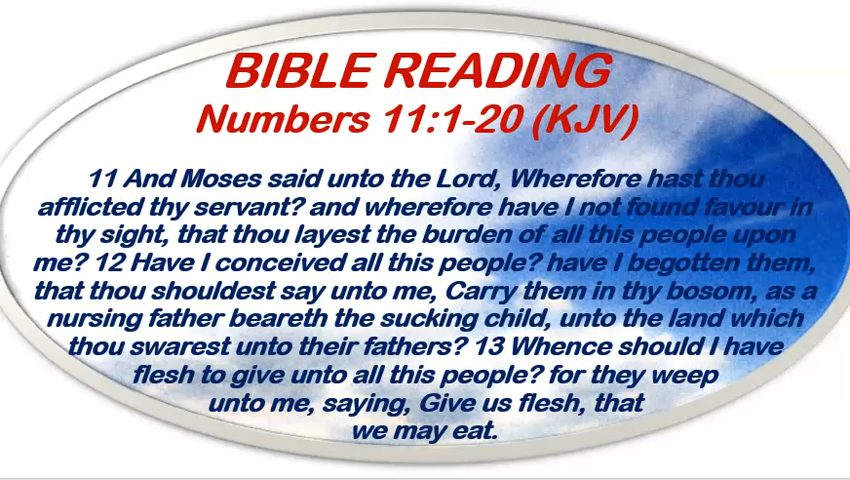 BIBLE READING
Numbers 11:1-20 (KJV)
11 And Moses said unto the Lord, Wherefore hast thou
afflicted thy servant? and wherefore have I not found favour in
thy sight, that thou layest the burden of all this people upon
me? 12 Have I conceived all this people? have I begotten them,
that thou shouldest say unto me, Carry them in thy bosom, as a
nursing father beareth the sucking child, unto the land which
thou swarest unto their fathers? 13 Whence should I have
flesh to give unto all this people? for they weep
unto me, saying, Give us flesh, that
we may eat.